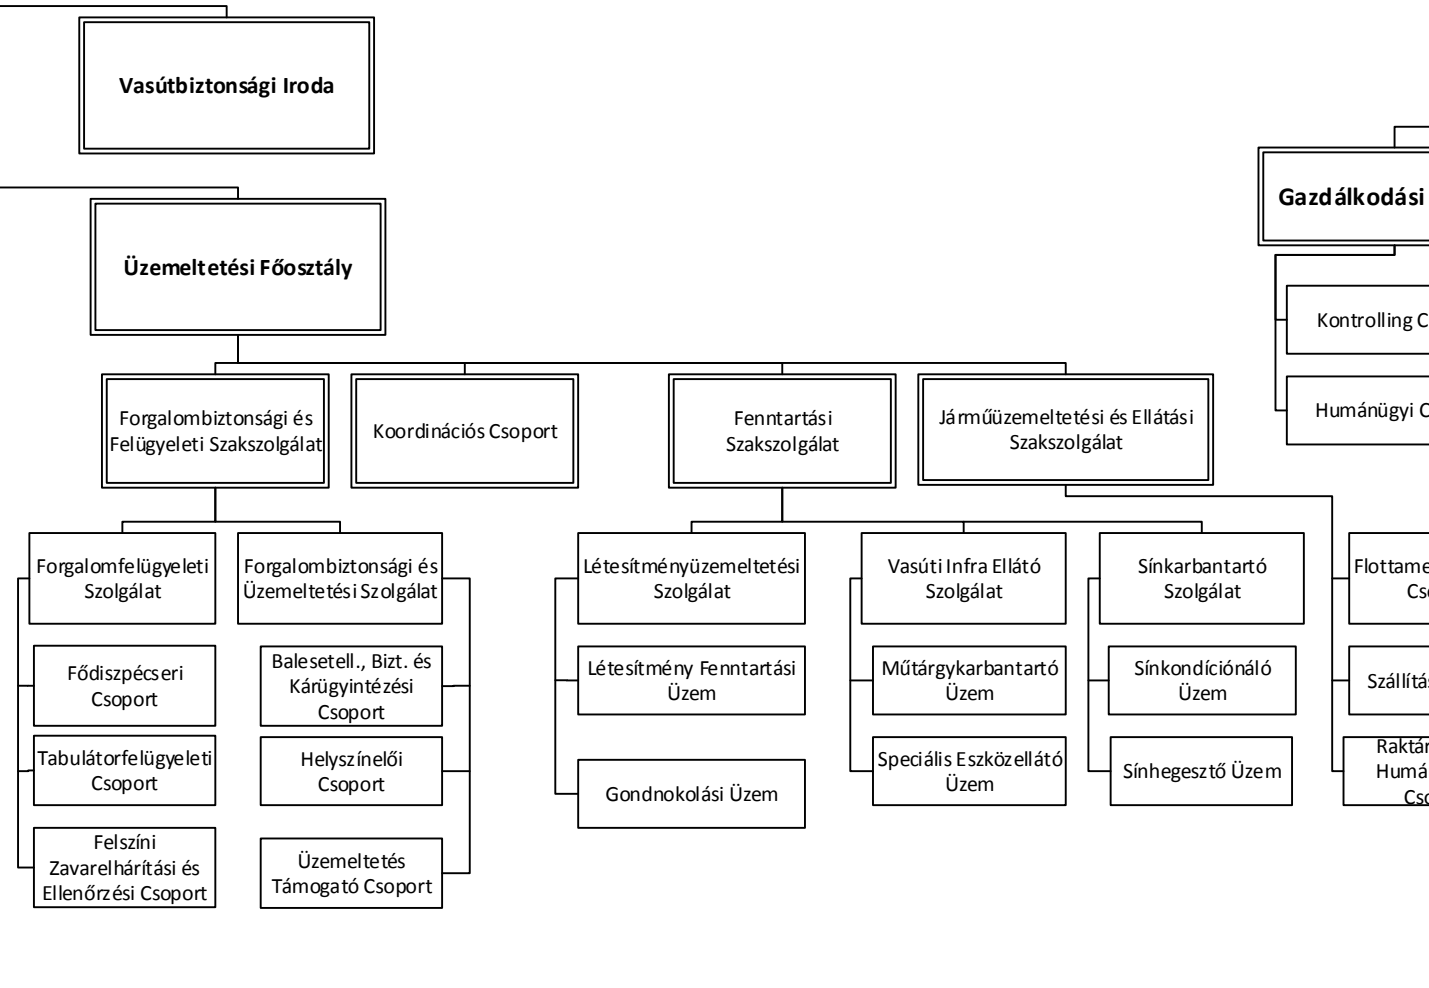 Vasútbiztonsági Iroda
Üzemeltetési Főosztály
Gazdálkodási
Kontrolling C
Humánügyi
Forgalombiztonsági és
Felügyeleti Szakszolgálat
Koordinációs Csoport
Fenntartási
Szakszolgálat
Járműüzemeltetési és Ellátási
Szakszolgálat
Forgalomfelügyeleti
Szolgálat
Fődiszpécseri
Csoport
Tabulátorfelügyeleti
Csoport
Felszíni
Zavarelhárítási és
Ellenőrzési Csoport
Forgalombiztonsági és
Üzemeltetési Szolgálat
Balesetell., Bizt. és
Kárügyintézési
Csoport
Helyszínelői
Csoport
Üzemeltetés
Támogató Csoport
Létesítményüzemeltetési
Szolgálat
Létesítmény Fenntartási
Üzem
Gondnokolási Üzem
Vasúti Infra Ellátó
Szolgálat
Műtárgykarbantartó
Üzem
Speciális Eszközellátó
Üzem
Sínkarbantartó
Szolgálat
Sínkondíciónáló
Üzem
Sínhegesztő Üzem
Flottame
Cs
Szállítás
Raktár
Humá
Cso